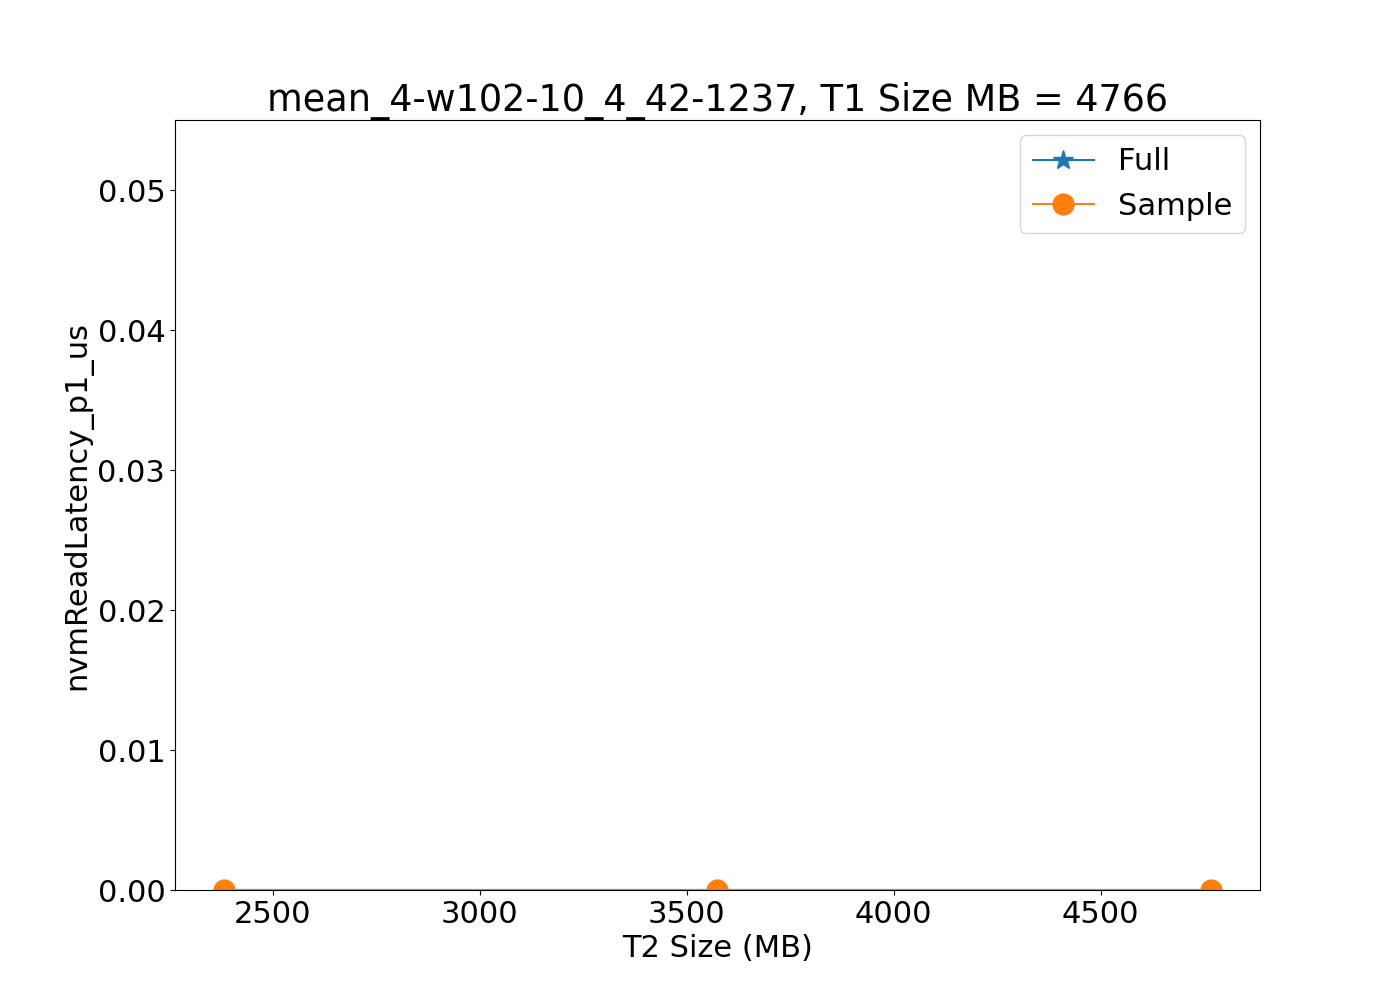 mean_4-w102-10_4_42-1237, T1 Size MB = 4766
Full
Sample
nvmReadLatency_p1_us
0.05
0.04
0.03
0.02
0.01
0.00
2500
3000
3500
4000
4500
T2 Size (MB)